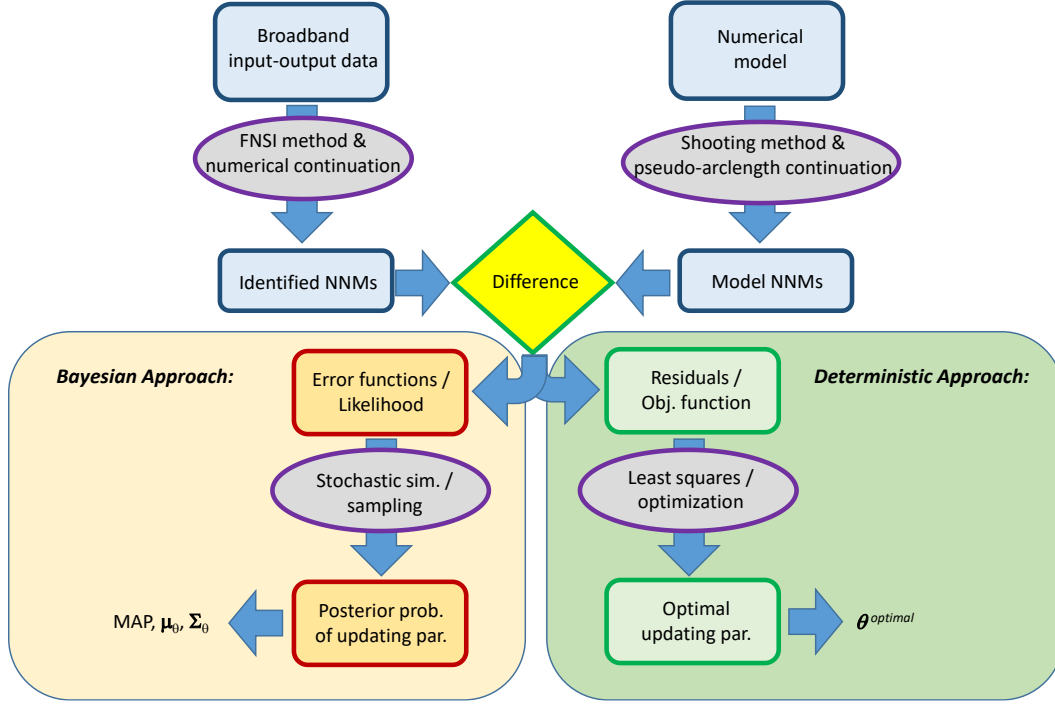 Broadband
input-output data
Numerical
model
FNSI method &
numerical continuation
Shooting method &
pseudo-arclength continuation
Identified NNMs
Difference
Model NNMs
Bayesian Approach:
Error functions /
Likelihood
Residuals /
Obj. function
Deterministic Approach:
Stochastic sim. /
sampling
Least squares /
optimization
MAP, μθ, Σθ
Posterior prob.
of updating par.
Optimal
updating par.
θ^optimal